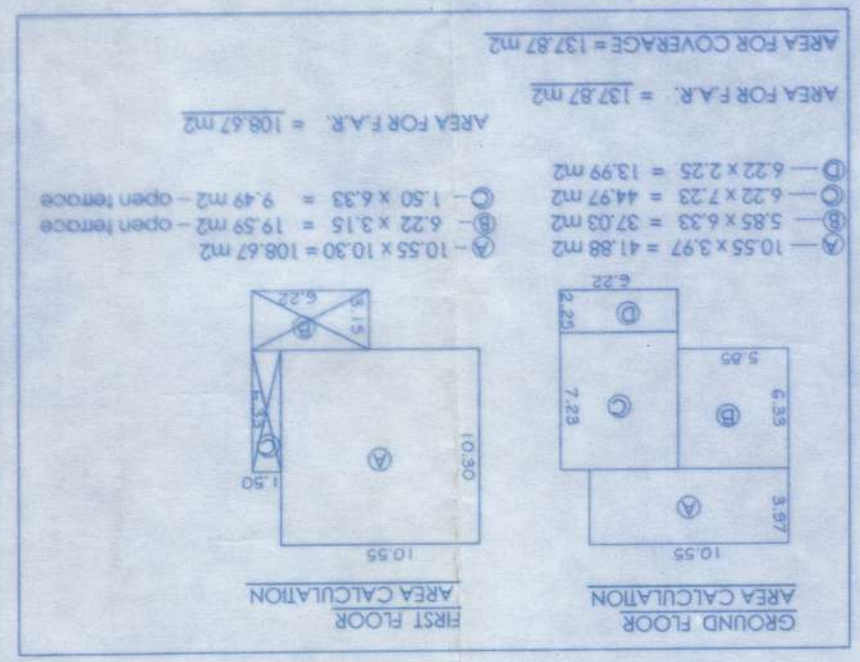 GROUND FLOOR
AREA CALCULATION
10.55
A
3.97
B
6.33
5.85
C
7.23
D
2.25
6.22
A — 10.55 x 3.97 = 41.88 m2
B — 5.85 x 6.33 = 37.03 m2
C — 6.22 x 7.23 = 44.97 m2
D — 6.22 x 2.25 = 13.99 m2
AREA FOR F.A.R. = 137.87 m2
AREA FOR COVERAGE = 137.87 m2
FIRST FLOOR
AREA CALCULATION
10.55
10.30
A
1.50
C
6.33
B
3.15
6.22
A – 10.55 x 10.30 = 108.67 m2
B – 6.22 x 3.15 = 19.59 m2 – open terrace
C – 1.50 x 6.33 = 9.49 m2 – open terrace
AREA FOR F.A.R. = 108.67 m2